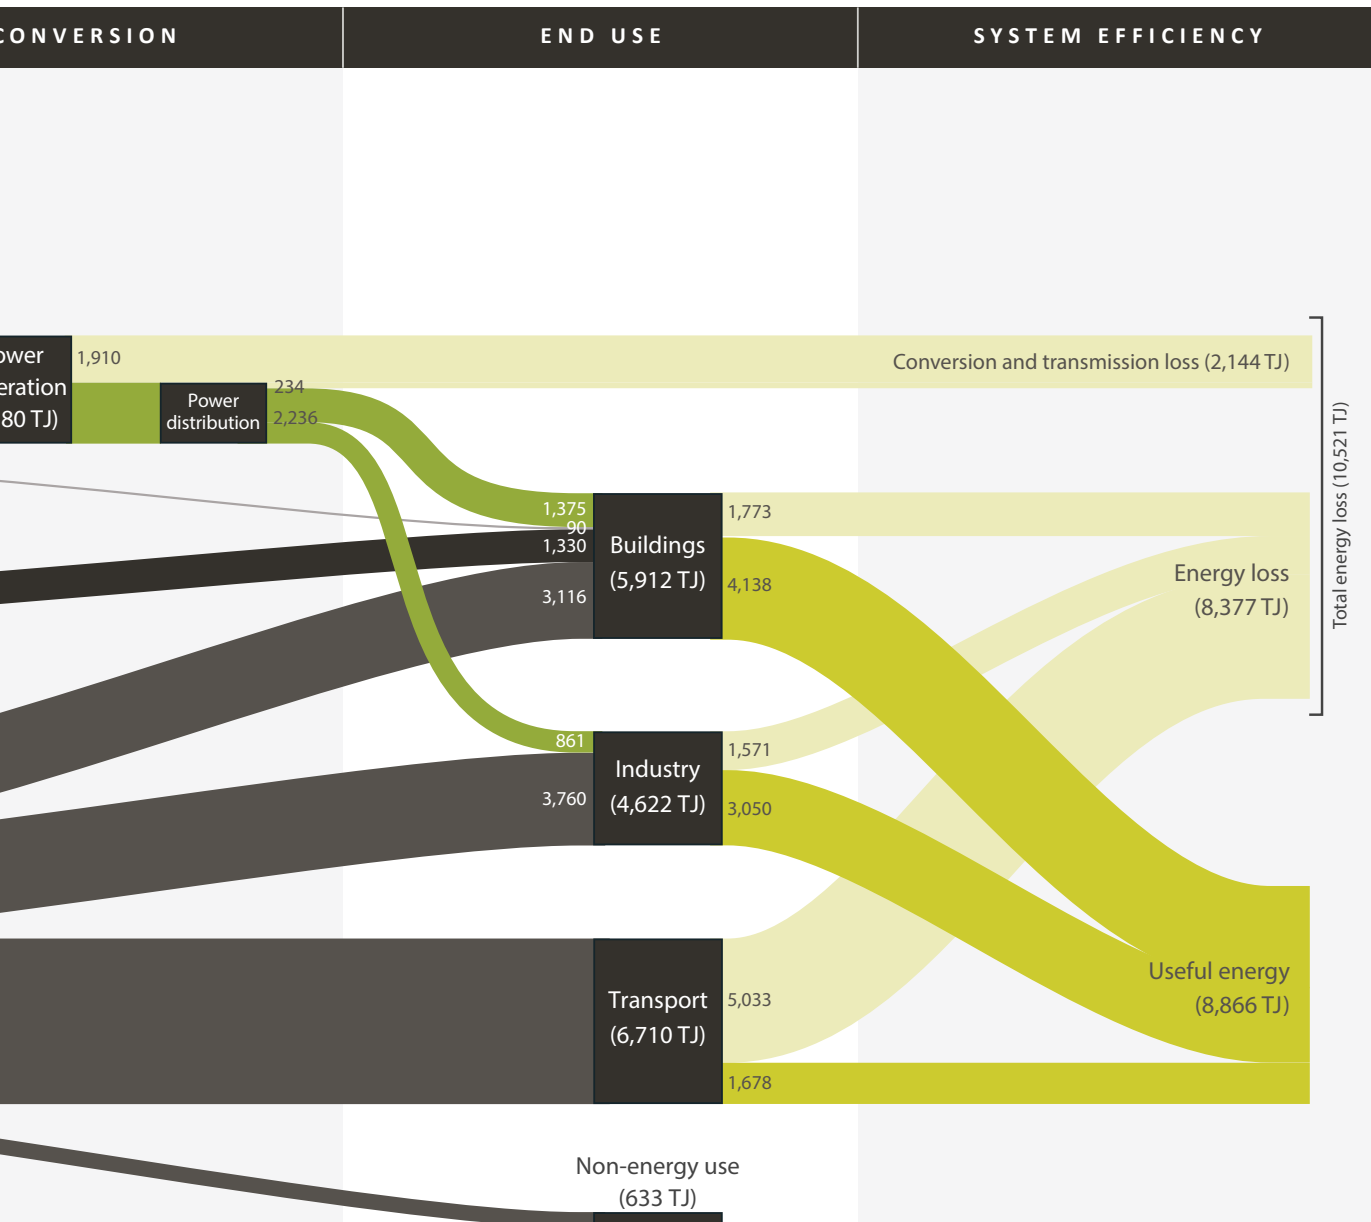 CONVERSION
END USE
SYSTEM EFFICIENCY
1,910
Conversion and transmission loss (2,144 TJ)
80 TJ)
Power
distribution
234
2,236
Total energy loss (10,521 TJ)
1,375
90
1,330
3,116
Buildings
(5,912 TJ)
1,773
4,138
Energy loss
(8,377 TJ)
861
3,760
Industry
(4,622 TJ)
1,571
3,050
Transport
(6,710 TJ)
5,033
1,678
Useful energy
(8,866 TJ)
Non-energy use
(633 TJ)